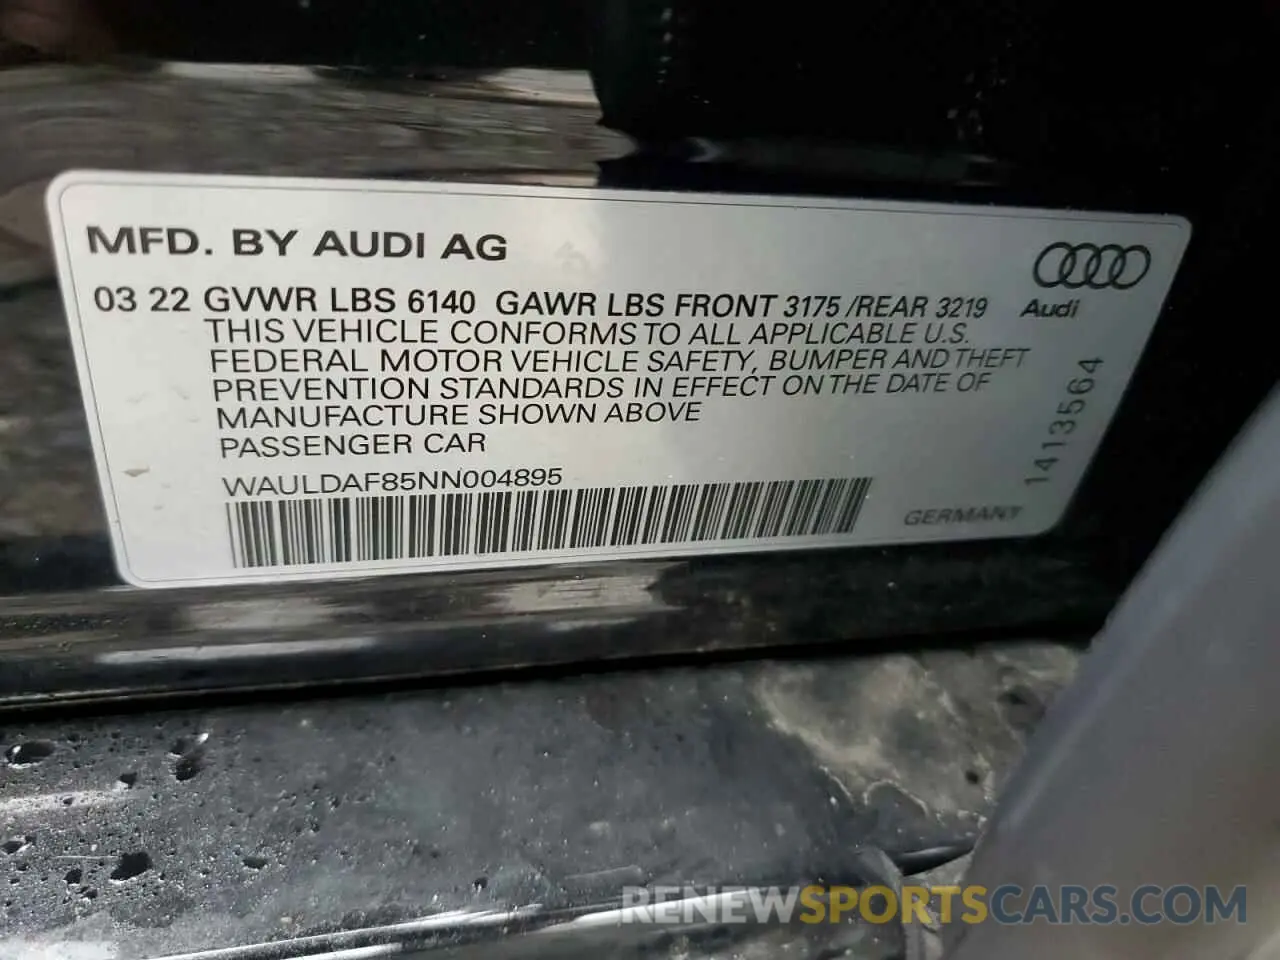 MFD. BY AUDI AG
03 22 GVWR LBS 6140 GAWR LBS FRONT 3175 /REAR 3219
Audi
THIS VEHICLE CONFORMS TO ALL APPLICABLE U.S.
FEDERAL MOTOR VEHICLE SAFETY, BUMPER AND THEFT
PREVENTION STANDARDS IN EFFECT ON THE DATE OF
MANUFACTURE SHOWN ABOVE
PASSENGER CAR
WAULDAF85NN004895
1413564
GERMANY
RENEWSPORTSCARS.COM